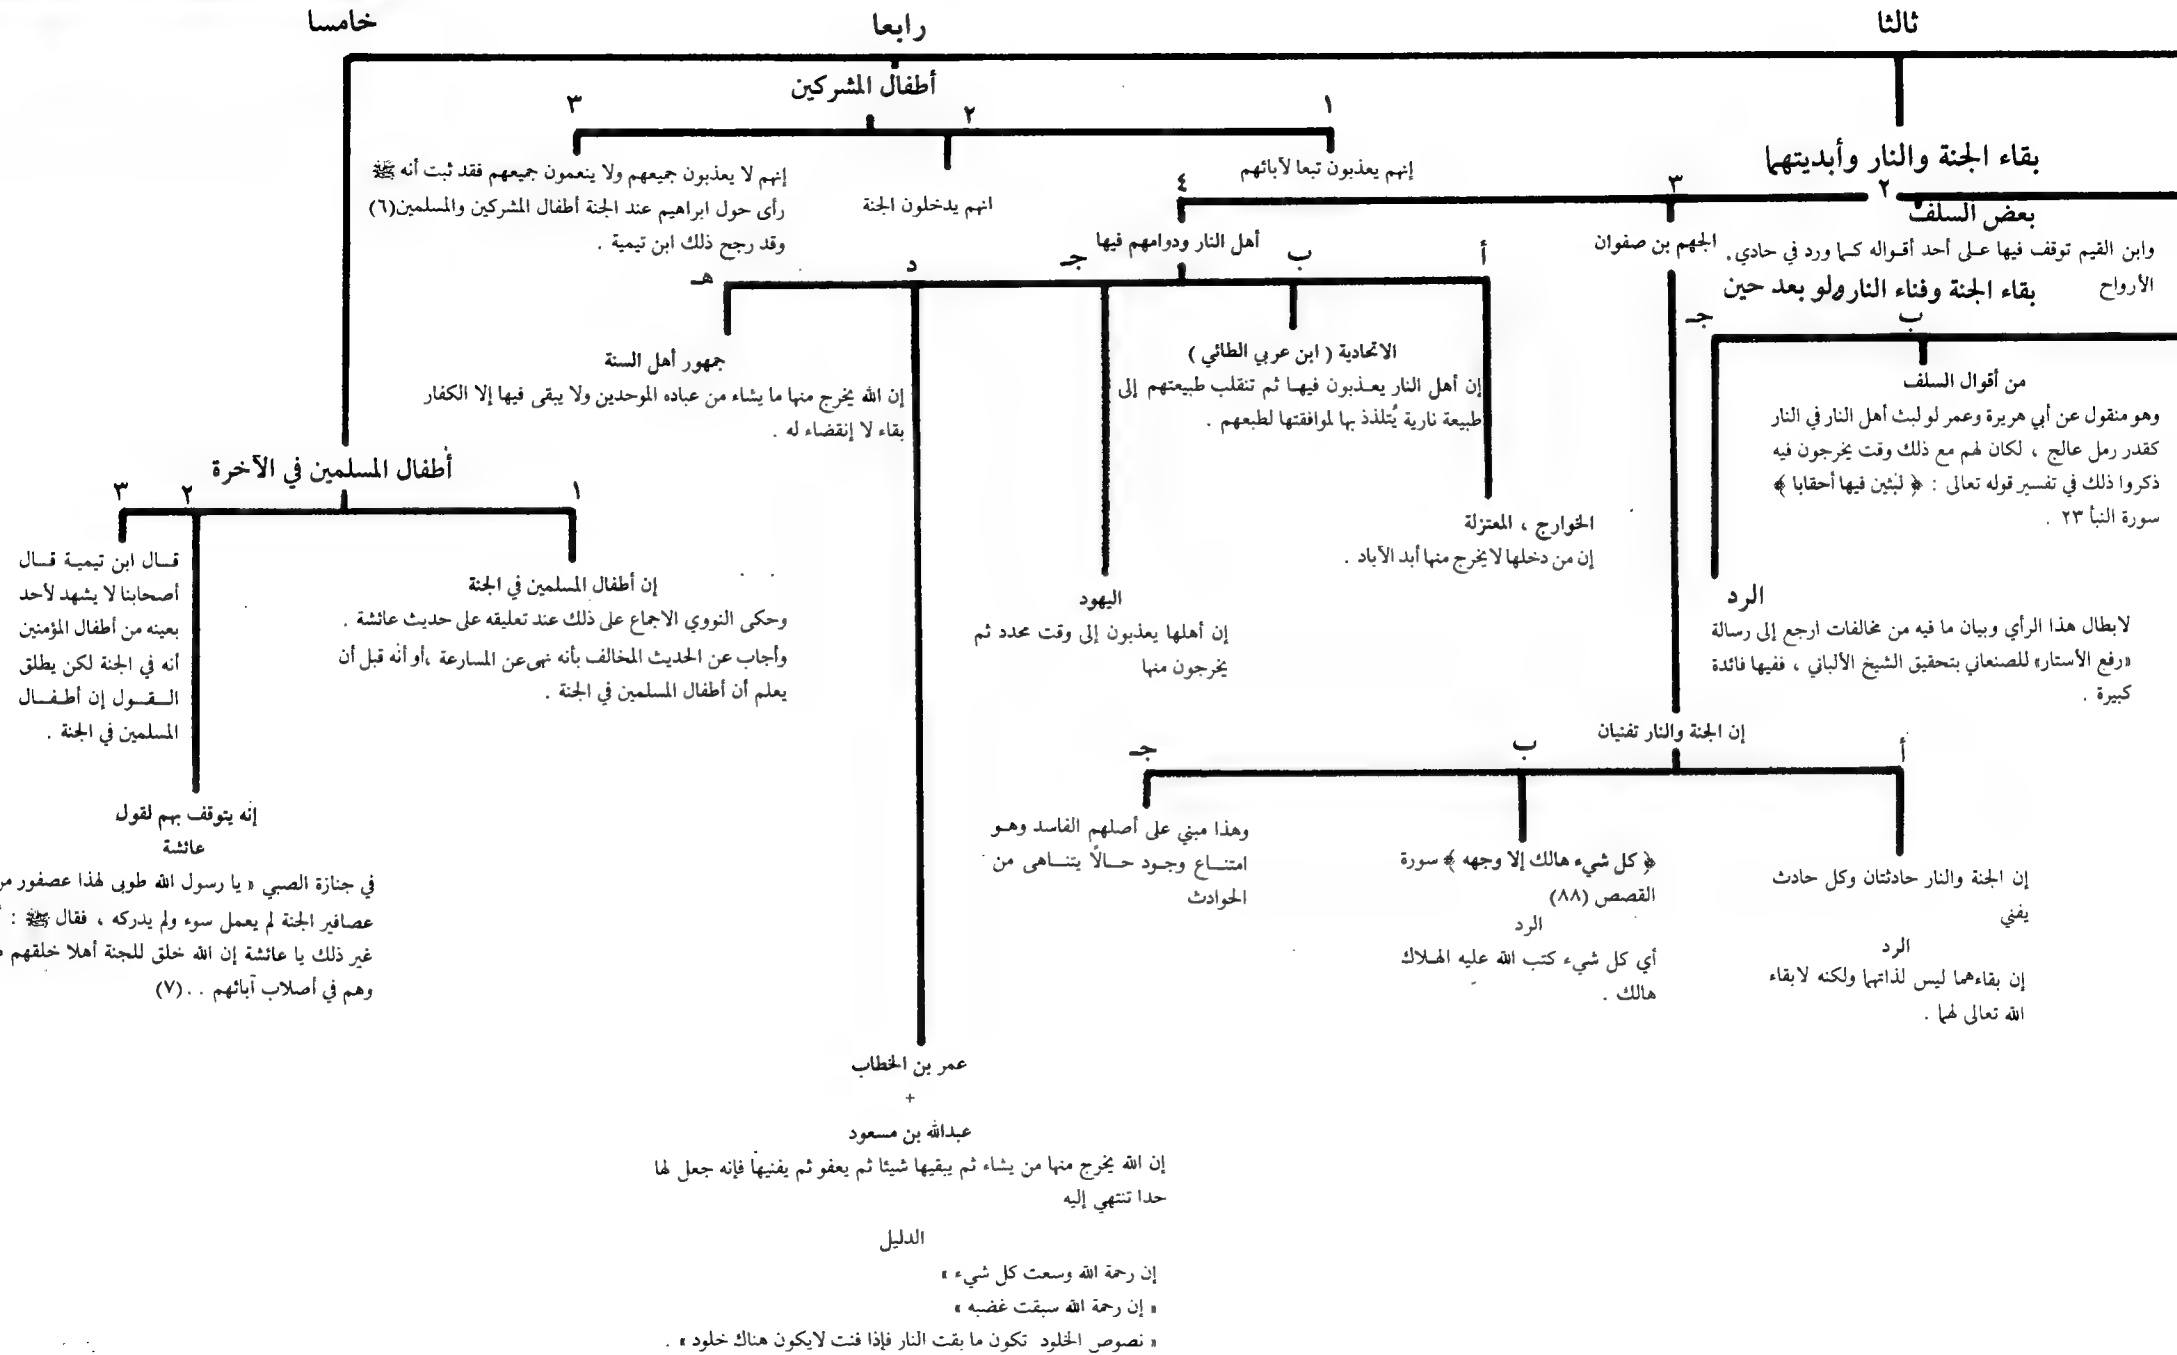 ثالثا
بقاء الجنة والنار وأبديتهما
٢
بعض السلف
وابن القيم توقف فيها على أحد أقواله كما ورد في حادي
الأرواح
بقاء الجنة وفناء النار ولو بعد حين
ب
من أقوال السلف
وهو منقول عن أبي هريرة وعمر لو لبث أهل النار في النار
كقدر رمل عالج ، لكان لهم مع ذلك وقت يخرجون فيه
ذكروا ذلك في تفسير قوله تعالى : ﴿ لبثين فيها أحقابا ﴾
سورة النبأ ٢٣ .
جـ
الرد
لابطال هذا الرأي وبيان ما فيه من مخالفات ارجع إلى رسالة
«رفع الأستار» للصنعاني بتحقيق الشيخ الألباني ، ففيها فائدة
كبيرة .
٣
الجهم بن صفوان
إن الجنة والنار تفنيان
أ
إن الجنة والنار حادثتان وكل حادث
يفني
الرد
إن بقاءهما ليس لذاتهما ولكنه لابقاء
الله تعالى لهما .
ب
﴿ كل شيء هالك إلا وجهه ﴾ سورة
القصص (٨٨)
الرد
أي كل شيء كتب الله عليه الهلاك
هالك .
جـ
وهذا مبني على أصلهم الفاسد وهو
امتناع وجود حالًا يتناهى من
الحوادث
٤
أهل النار ودوامهم فيها
أ
الخوارج ، المعتزلة
إن من دخلها لايخرج منها أبد الآباد .
ب
الاتحادية ( ابن عربي الطائي )
إن أهل النار يعذبون فيها ثم تنقلب طبيعتهم إلى
طبيعة نارية يُتلذذ بها لموافقتها لطبعهم .
جـ
اليهود
إن أهلها يعذبون إلى وقت محدد ثم
يخرجون منها
د
عمر بن الخطاب
+
عبدالله بن مسعود
إن الله يخرج منها من يشاء ثم يبقيها شيئا ثم يعفو ثم يفنيها فإنه جعل لها
حدا تنتهي إليه
الدليل
إن رحمة الله وسعت كل شيء »
« إن رحمة الله سبقت غضبه »
« نصوص الخلود تكون ما بقت النار فإذا فنت لايكون هناك خلود » .
هـ
جمهور أهل السنة
إن الله يخرج منها ما يشاء من عباده الموحدين ولا يبقى فيها إلا الكفار
بقاء لا إنقضاء له .
رابعا
أطفال المشركين
١
إنهم يعذبون تبعا لآبائهم
٢
انهم يدخلون الجنة
٣
إنهم لا يعذبون جميعهم ولا ينعمون جميعهم فقد ثبت أنه ﷺ
رأى حول ابراهيم عند الجنة أطفال المشركين والمسلمين(٦)
وقد رجح ذلك ابن تيمية .
خامسا
أطفال المسلمين في الآخرة
١
إن أطفال المسلمين في الجنة
وحكى النووي الاجماع على ذلك عند تعليقه على حديث عائشة .
وأجاب عن الحديث المخالف بأنه نهى عن المسارعة ،أو أنه قبل أن
يعلم أن أطفال المسلمين في الجنة .
٢
إنه يتوقف بهم لقول
عائشة
في جنازة الصبي « يا رسول الله طوبى لهذا عصفور من
عصافير الجنة لم يعمل سوء ولم يدركه ، فقال ﷺ :
غير ذلك يا عائشة إن الله خلق للجنة أهلا خلقهم
وهم في أصلاب آبائهم . . (٧)
٣
قال ابن تيمية قال
أصحابنا لا يشهد لأحد
بعينه من أطفال المؤمنين
أنه في الجنة لكن يطلق
القول إن أطفال
المسلمين في الجنة .